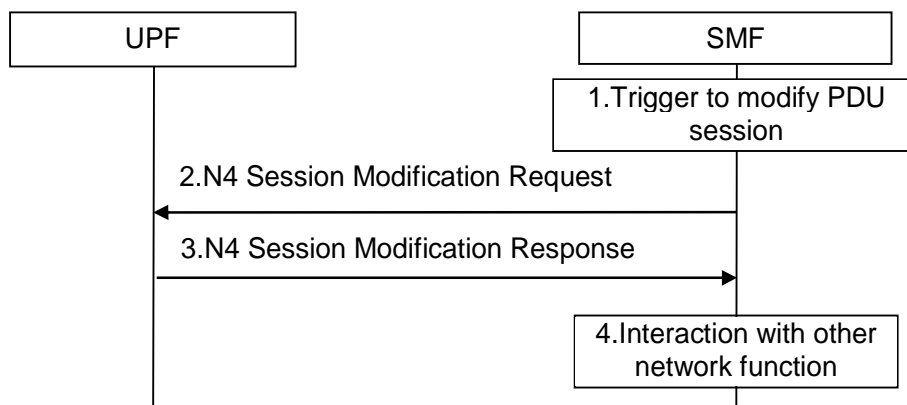 UPF
SMF
1.Trigger to modify PDU
session
2.N4 Session Modification Request
3.N4 Session Modification Response
4.Interaction with other
network function